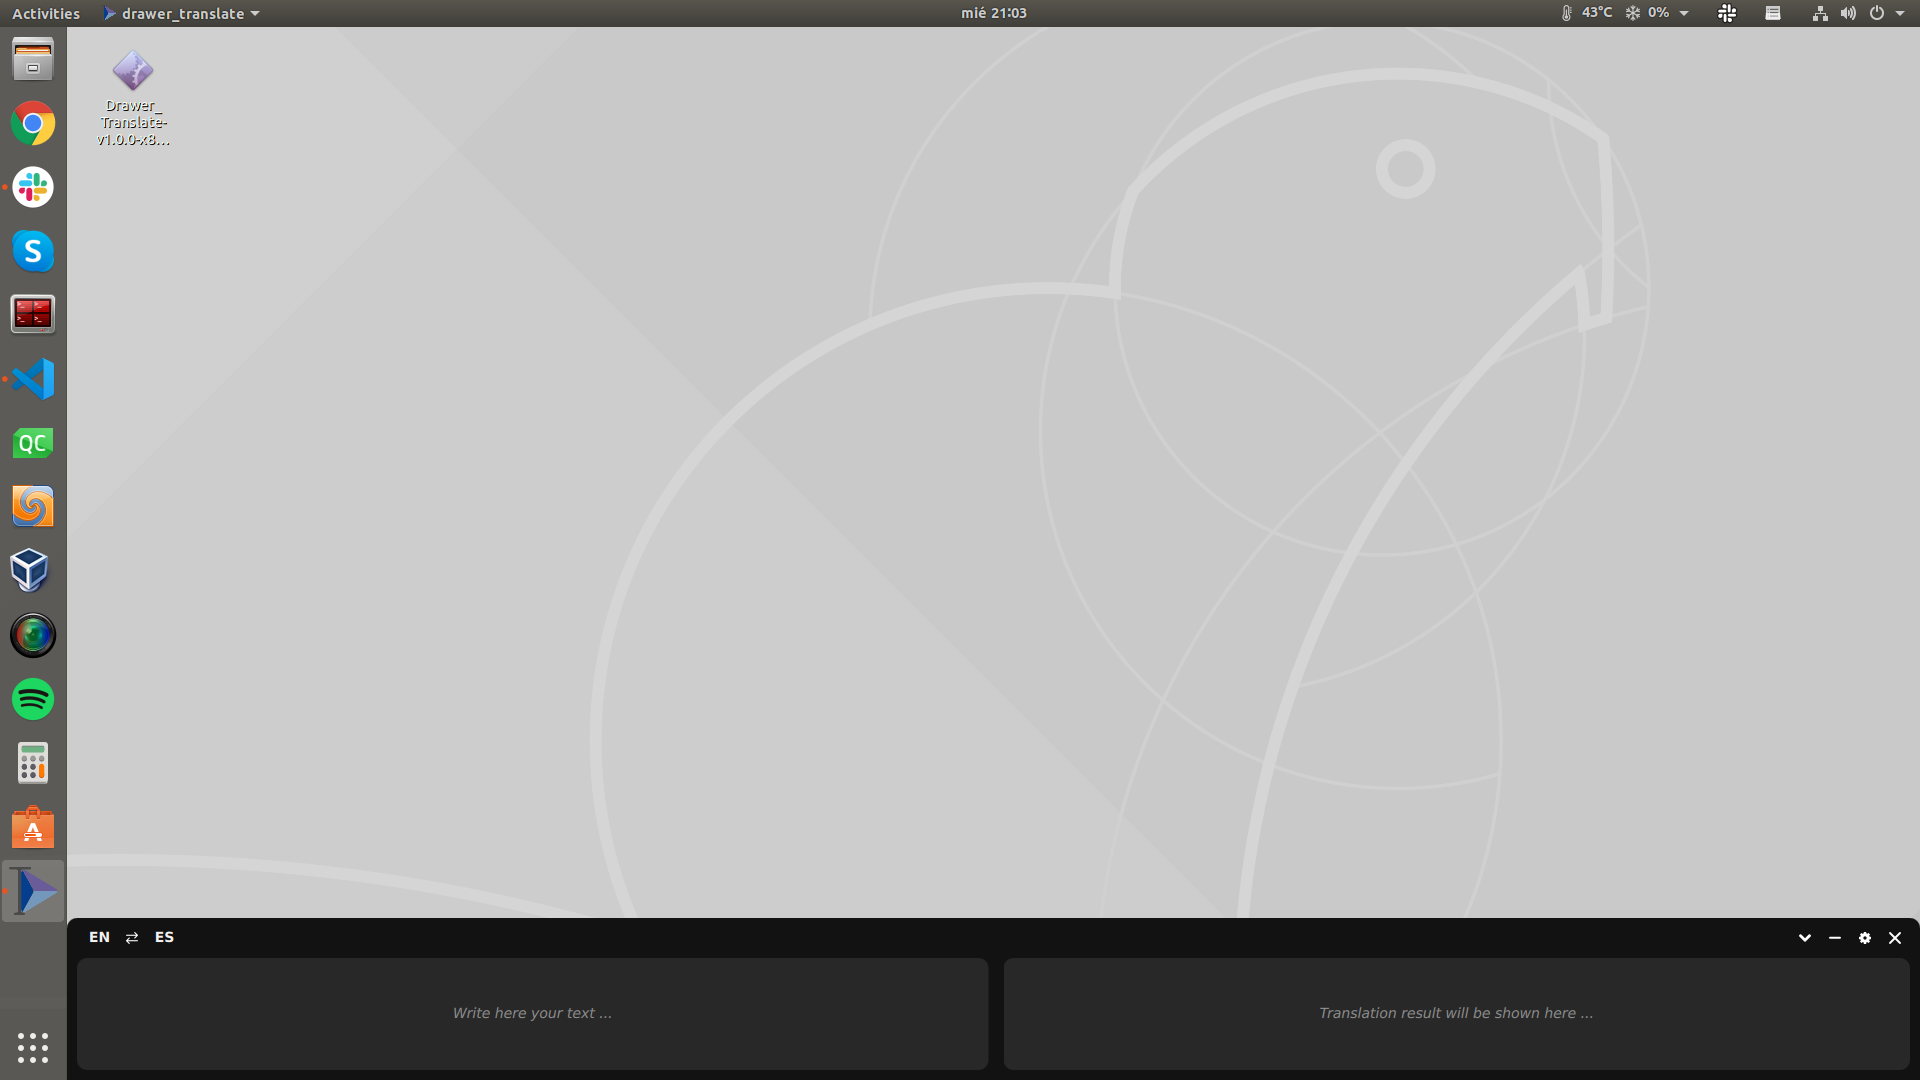 Activities
drawer_translate
mié 21:03
43°C
0%
Drawer_
Translate-
v1.0.0-x8...
S
QC
EN ⇄ ES
Write here your text ...
Translation result will be shown here ...